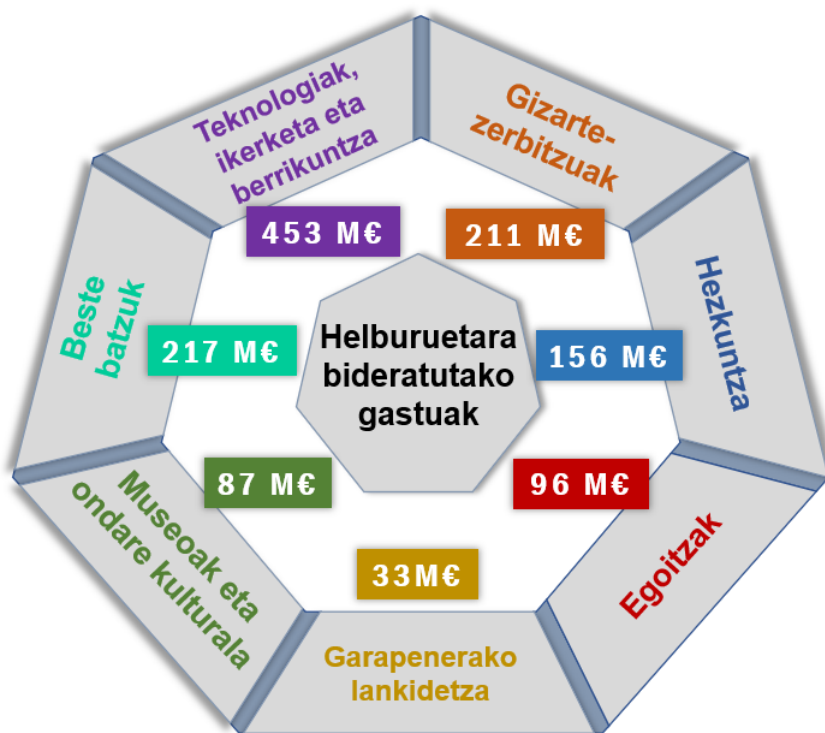 Teknologiak,
ikerketa eta
berrikuntza
453 M€
Gizarte-
zerbitzuak
211 M€
Hezkuntza
156 M€
Egoitzak
96 M€
Garapenerako
lankidetza
33M€
Museoak eta
ondare kulturala
87 M€
Beste
batzuk
217 M€
Helburuetara
bideratutako
gastuak